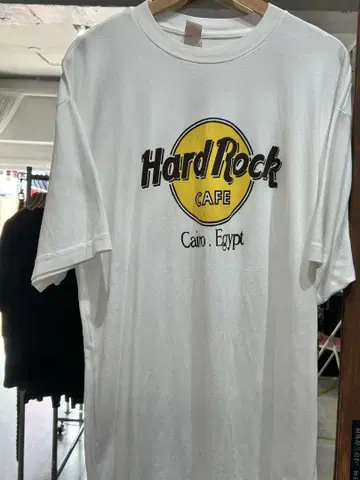 Hard Rock
CAFE
Cairo . Egypt